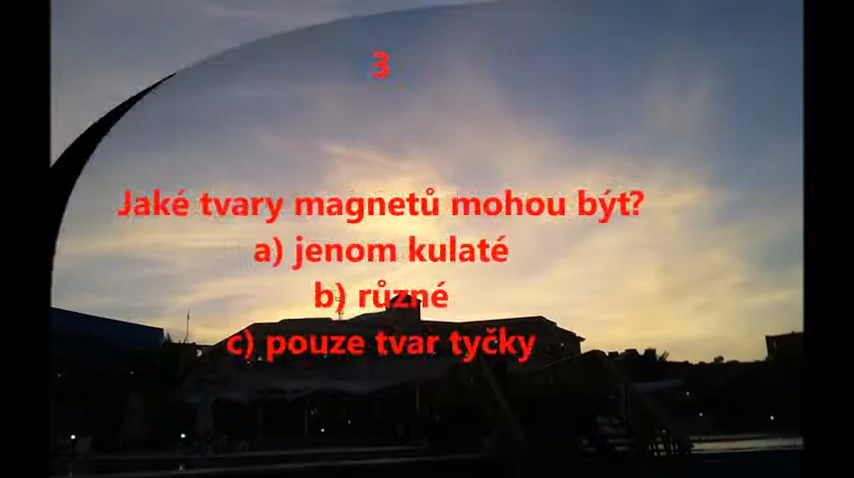 3
Jaké tvary magnetů mohou být?
a) jenom kulaté
b) různé
c) pouze tvar tyčky